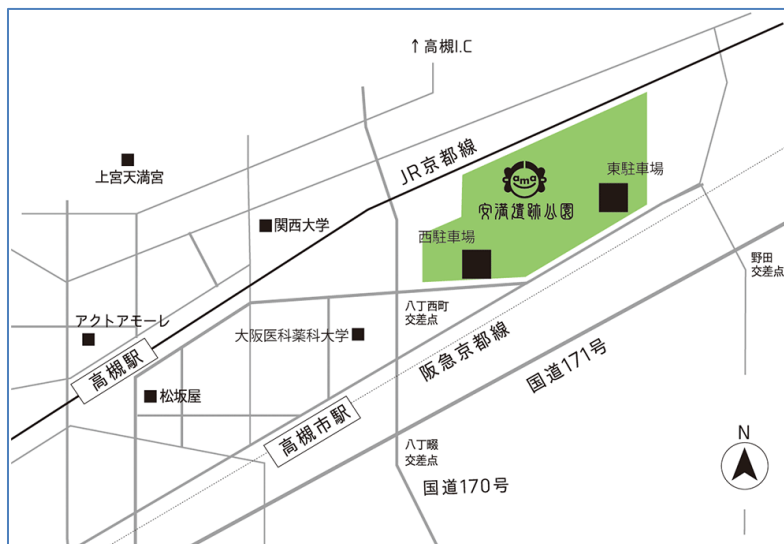 ↑高槻I.C
JR京都線
上宮天満宮
関西大学
ama
安満遺跡公園
東駐車場
西駐車場
野田
交差点
アクトアモーレ
大阪医科薬科大学
八丁西町
交差点
高槻駅
松坂屋
阪急京都線
国道171号
高槻市駅
八丁畷
交差点
国道170号
N